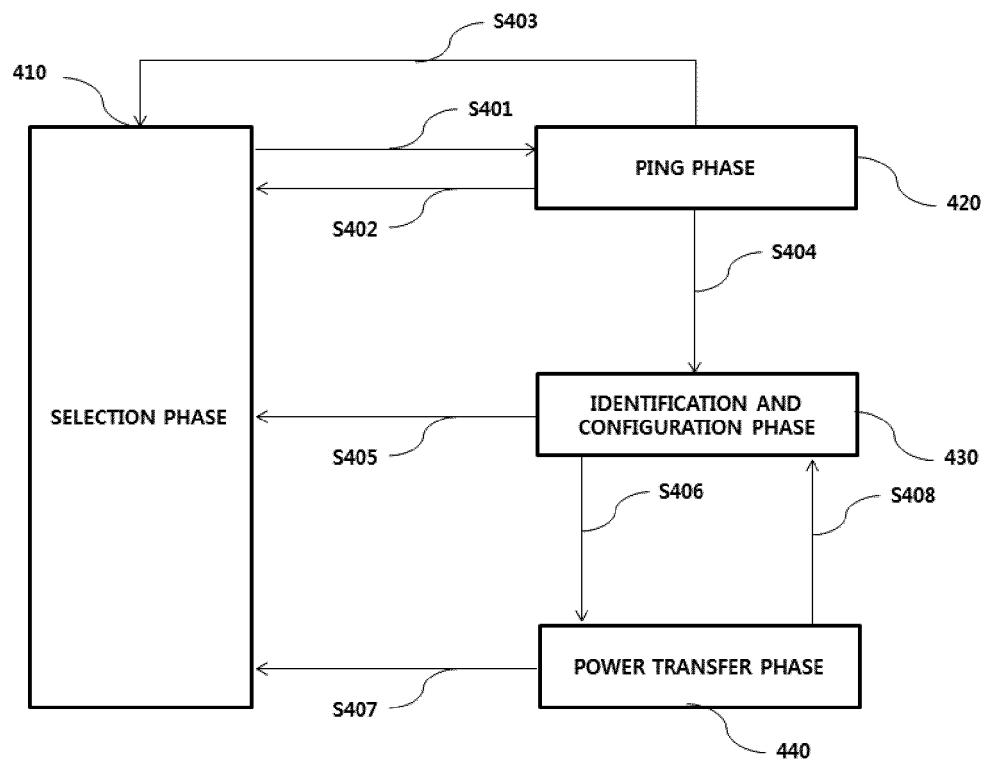 S403
410
S401
PING PHASE
420
S402
S404
SELECTION PHASE
IDENTIFICATION AND
CONFIGURATION PHASE
S405
430
S406
S408
POWER TRANSFER PHASE
S407
440